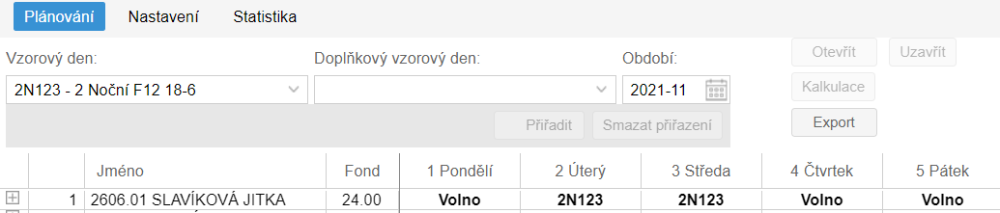 Plánování Nastavení Statistika
Vzorový den: Doplňkový vzorový den: Období:
Otevřít Uzavřít
2N123 - 2 Noční F12 18-6 2021-11
Kalkulace
Přiřadit Smazat přiřazení Export
Jméno Fond 1 Pondělí 2 Úterý 3 Středa 4 Čtvrtek 5 Pátek
1 2606.01 SLAVÍKOVÁ JITKA 24.00 Volno 2N123 2N123 Volno Volno